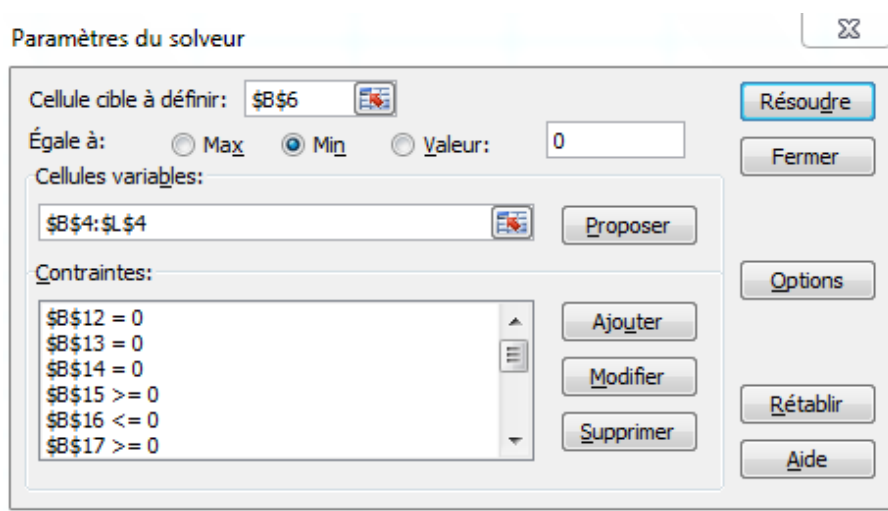 Paramètres du solveur
Cellule cible à définir: $B$6
Résoudre
Égale à: Max Min Valeur: 0
Fermer
Cellules variables:
$B$4:$L$4
Proposer
Contraintes:
Options
$B$12 = 0
Ajouter
$B$13 = 0
$B$14 = 0
Modifier
$B$15 >= 0
Rétablir
$B$16 <= 0
Supprimer
$B$17 >= 0
Aide